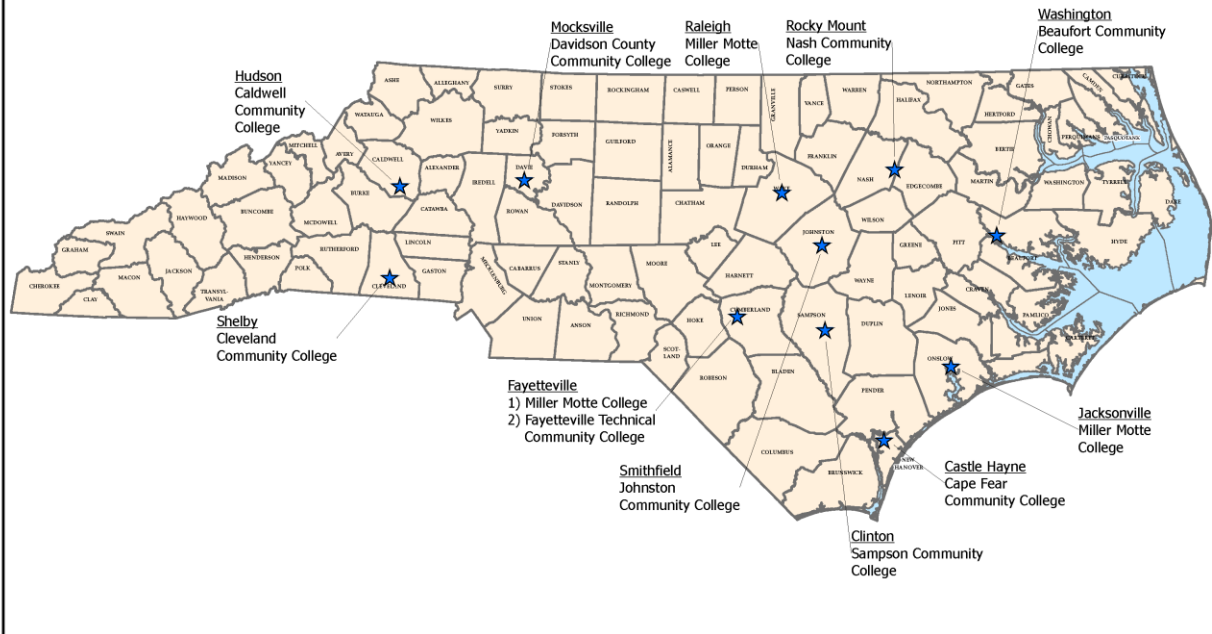 Washington
Beaufort Community
College
Rocky Mount
Nash Community
College
Raleigh
Miller Motte
College
Mocksville
Davidson County
Community College
Hudson
Caldwell
Community
College
ASHE
ALLEGHANY
SURRY
STOKES
ROCKINGHAM
CASWELL
PERSON
GRANVILLE
VANCE
WARREN
HALIFAX
NORTHAMPTON
GATES
CAMDEN
HERTFORD
CHOWAN
PERQUIMANS
PASQUOTANK
WATAUGA
WILKES
YADKIN
FORSYTH
GUILFORD
ALAMANCE
ORANGE
DURHAM
FRANKLIN
NASH
EDGECOMBE
BERTIE
MARTIN
WASHINGTON
TYRRELL
DARE
MITCHELL
AVERY
YANCEY
CALDWELL
ALEXANDER
IREDELL
DAVIE
DAVIDSON
RANDOLPH
CHATHAM
MADISON
BURKE
CATAWBA
ROWAN
WILSON
HAYWOOD
BUNCOMBE
MCDOWELL
LINCOLN
JOHNSTON
GREENE
PITT
BEAUFORT
HYDE
SWAIN
GRAHAM
RUTHERFORD
HENDERSON
POLK
CLEVELAND
GASTON
MECKLENBURG
CABARRUS
STANLY
MONTGOMERY
MOORE
LEE
HARNETT
WAYNE
LENOIR
CRAVEN
PAMLICO
CHEROKEE
CLAY
MACON
JACKSON
TRANSYL-
VANIA
UNION
ANSON
RICHMOND
SCOT-
LAND
HOKE
CUMBERLAND
SAMPSON
DUPLIN
JONES
CARTERET
ONSLOW
ROBESON
BLADEN
PENDER
COLUMBUS
BRUNSWICK
NEW
HANOVER
Shelby
Cleveland
Community College
Fayetteville
1) Miller Motte College
2) Fayetteville Technical
Community College
Smithfield
Johnston
Community College
Jacksonville
Miller Motte
College
Castle Hayne
Cape Fear
Community College
Clinton
Sampson Community
College